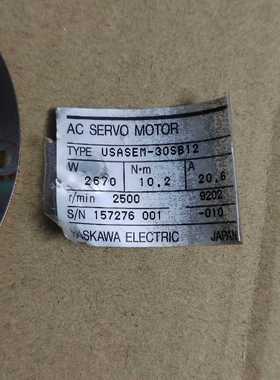 AC SERVO MOTOR
TYPE USASEM-30SB12
W 2670 N·m 10.2 A 20.6
r/min 2500 9202
S/N 157276 001 -010
YASKAWA ELECTRIC JAPAN